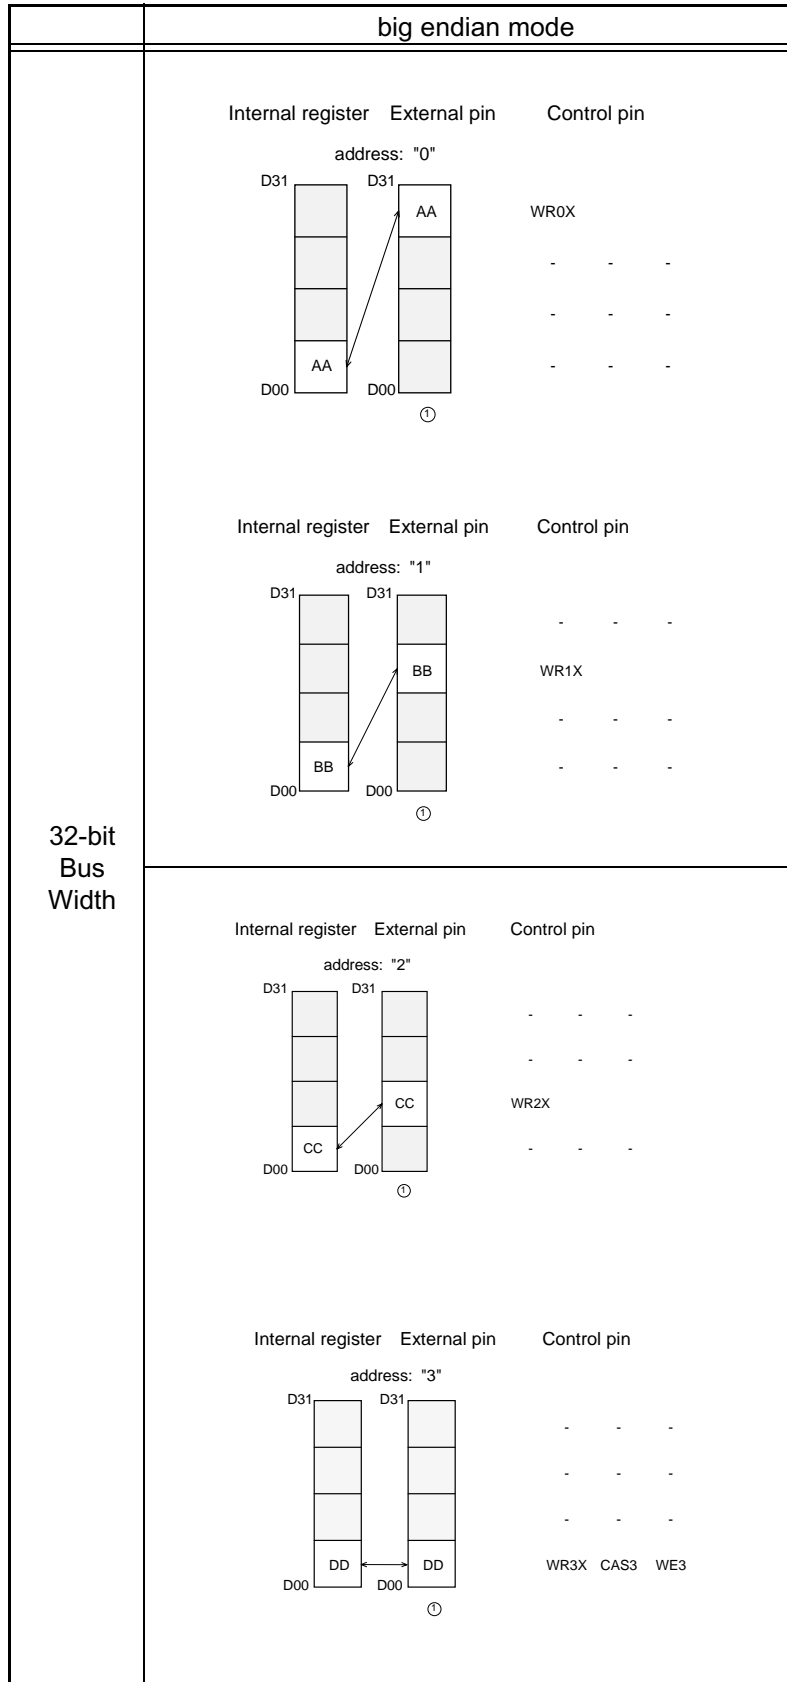 big endian mode
Internal register External pin Control pin
address: "0"
D31 D31
AA WR0X
- - -
- - -
AA - - -
D00 D00
1
Internal register External pin Control pin
address: "1"
D31 D31
- - -
BB WR1X
- - -
BB - - -
D00 D00
1
32-bit
Bus
Width
Internal register External pin Control pin
address: "2"
D31 D31
- - -
- - -
CC WR2X
CC - - -
D00 D00
1
Internal register External pin Control pin
address: "3"
D31 D31
- - -
- - -
- - -
DD DD WR3X CAS3 WE3
D00 D00
1